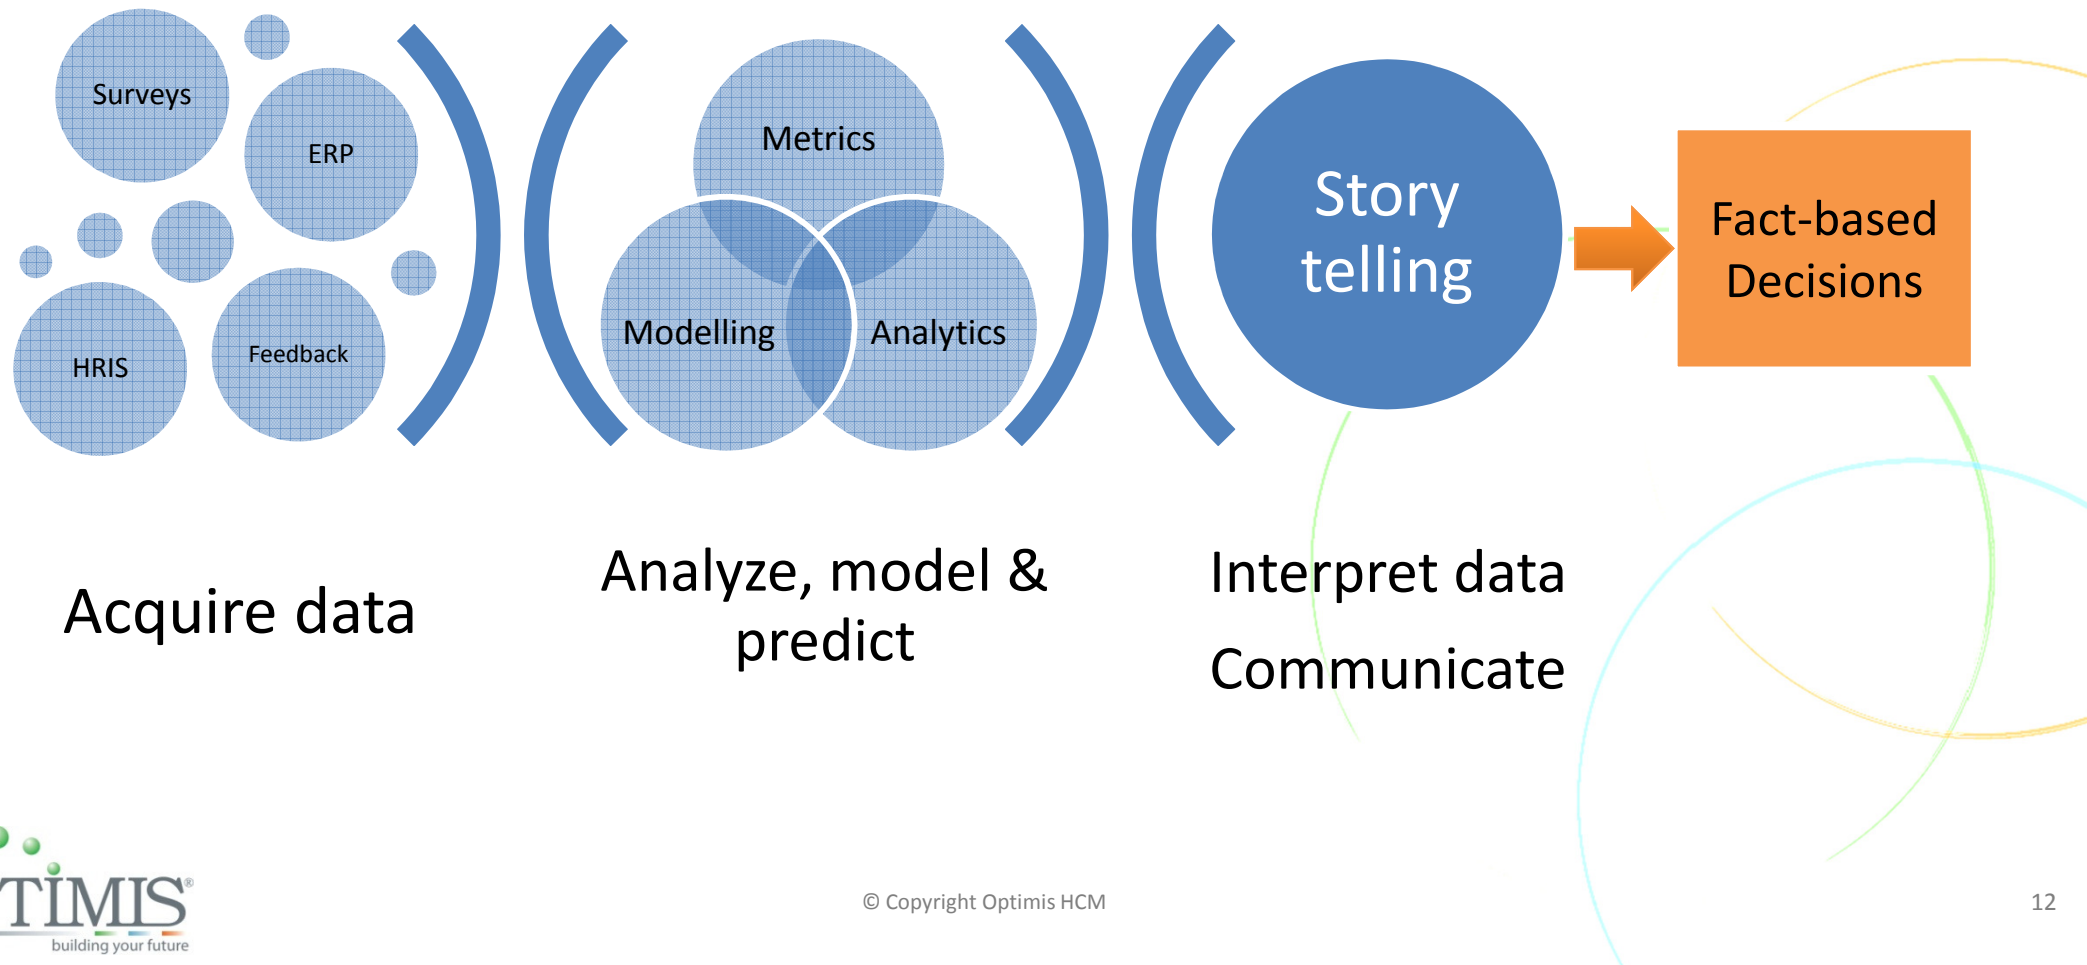 Surveys
ERP
HRIS
Feedback
Metrics
Modelling
Analytics
Story
telling
Fact-based
Decisions
Acquire data
Analyze, model &
predict
Interpret data
Communicate
TIMIS®
building your future
© Copyright Optimis HCM
12